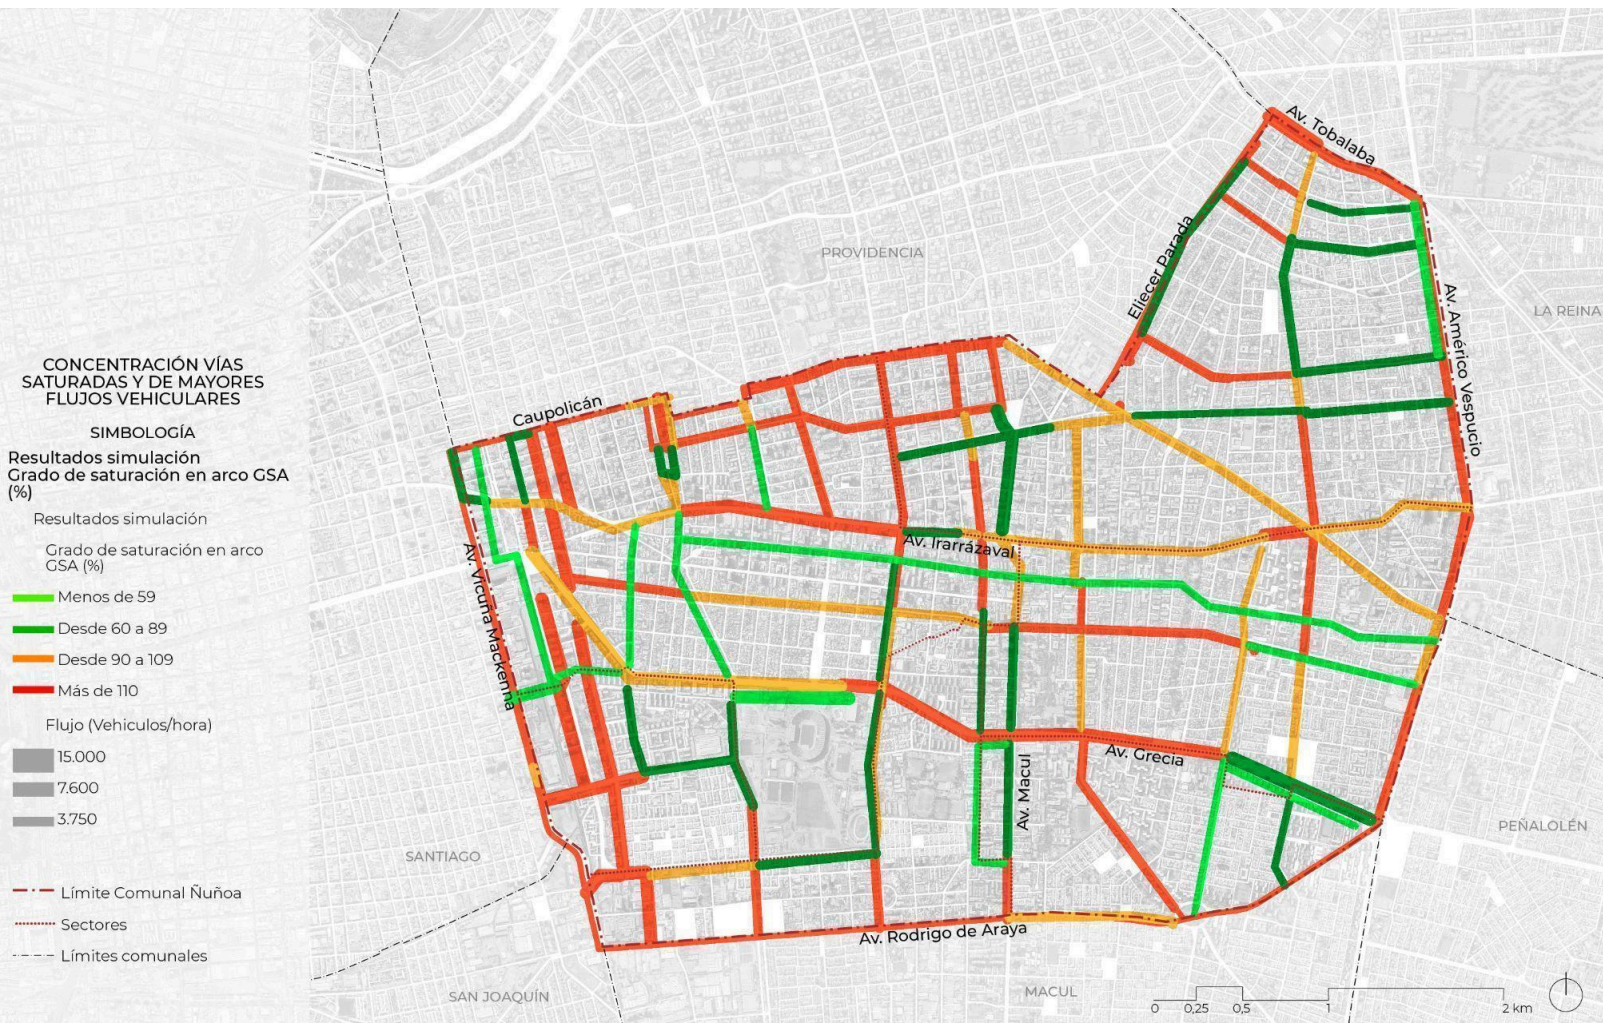 CONCENTRACIÓN VÍAS
SATURADAS Y DE MAYORES
FLUJOS VEHICULARES
SIMBOLOGÍA
Resultados simulación
Grado de saturación en arco GSA
(%)
Resultados simulación
Grado de saturación en arco
GSA (%)
Menos de 59
Desde 60 a 89
Desde 90 a 109
Más de 110
Flujo (Vehiculos/hora)
15.000
7.600
3.750
Límite Comunal Ñuñoa
Sectores
Límites comunales
Av. Tobalaba
Eliecer Parada
PROVIDENCIA
Av. Américo Vespucio
LA REINA
Caupolicán
Av. Irarrázaval
Av. Vicuña Mackenna
Av. Grecia
Av. Macul
PEÑALOLÉN
SANTIAGO
Av. Rodrigo de Araya
SAN JOAQUÍN
MACUL
0 0,25 0,5 1 2 km